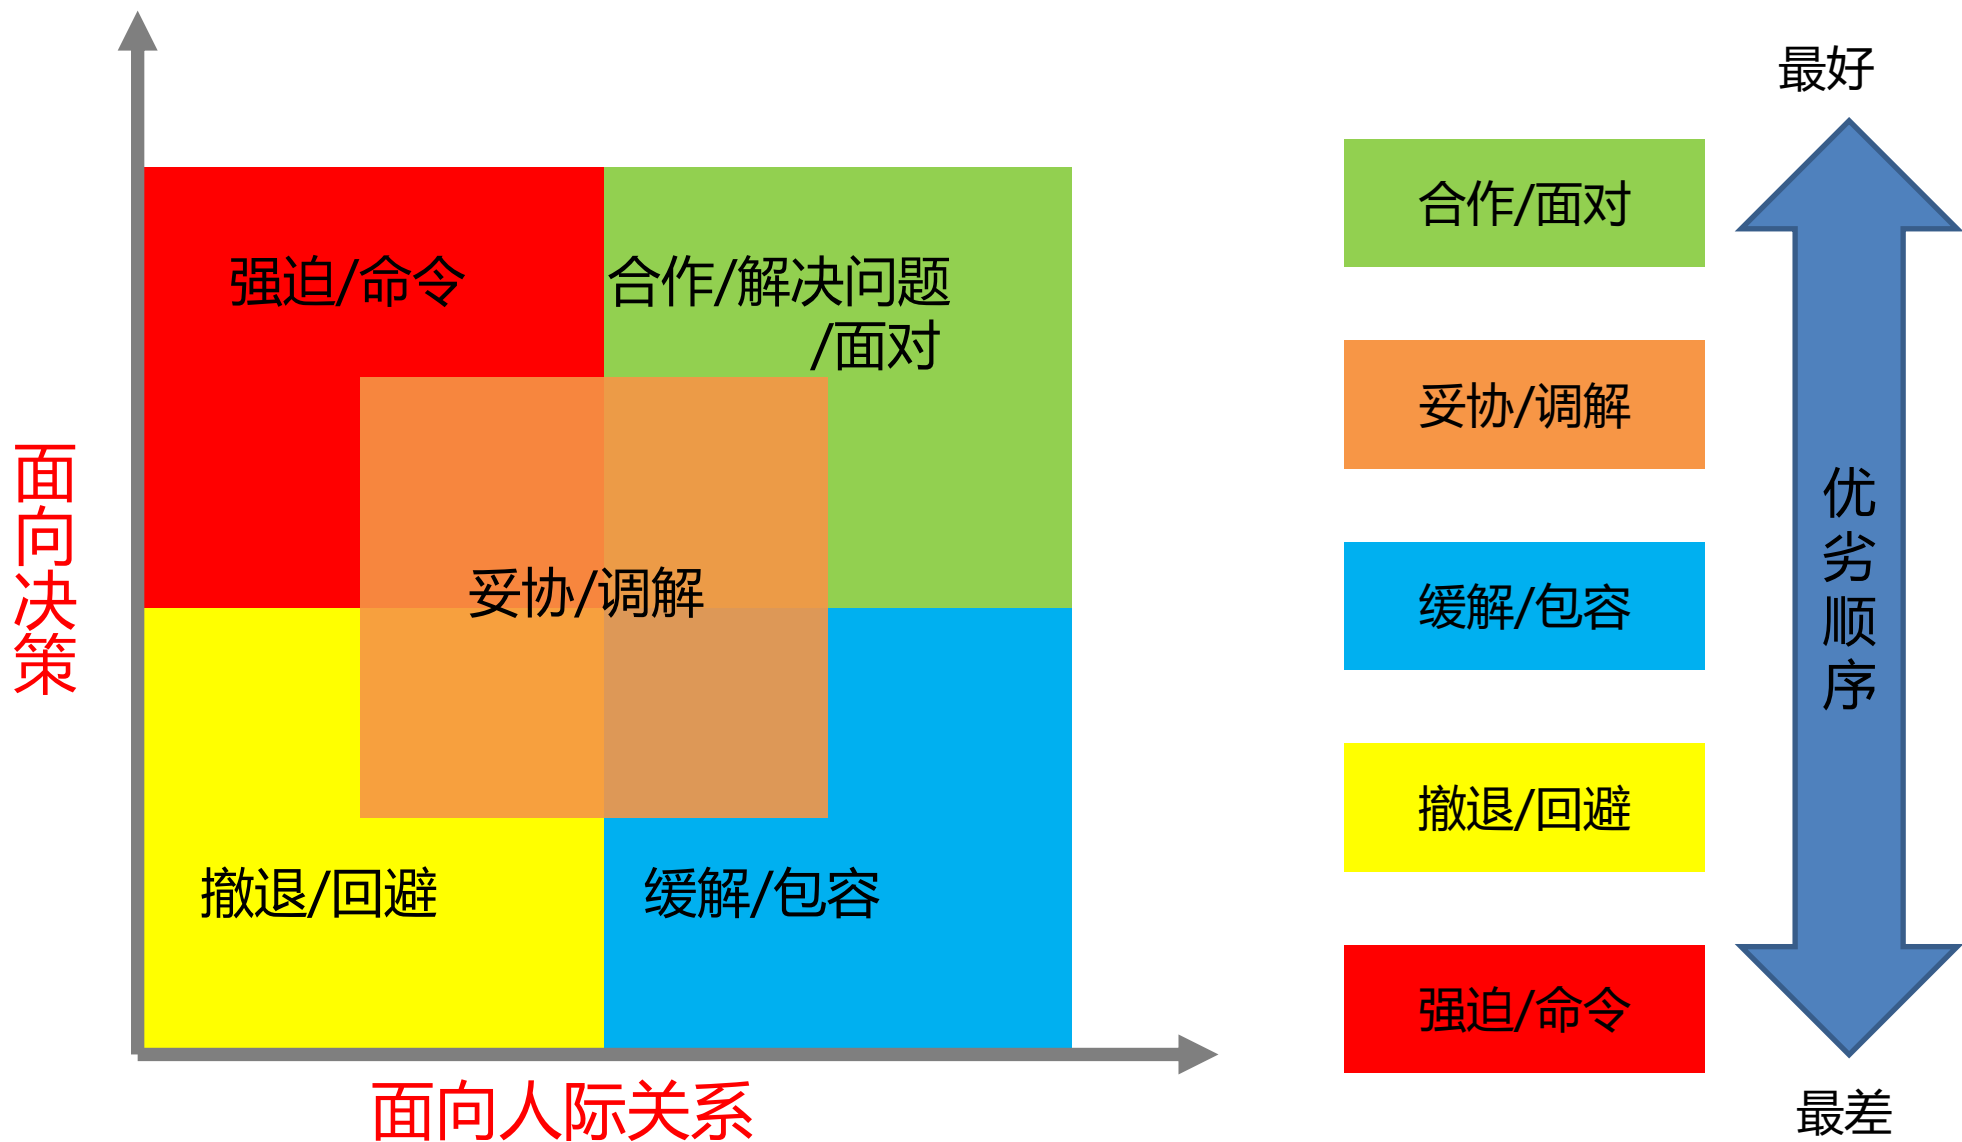 最好
合作/面对
强迫/命令
合作/解决问题
/面对
妥协/调解
面向决策
优劣顺序
妥协/调解
缓解/包容
撤退/回避
撤退/回避
缓解/包容
强迫/命令
面向人际关系
最差